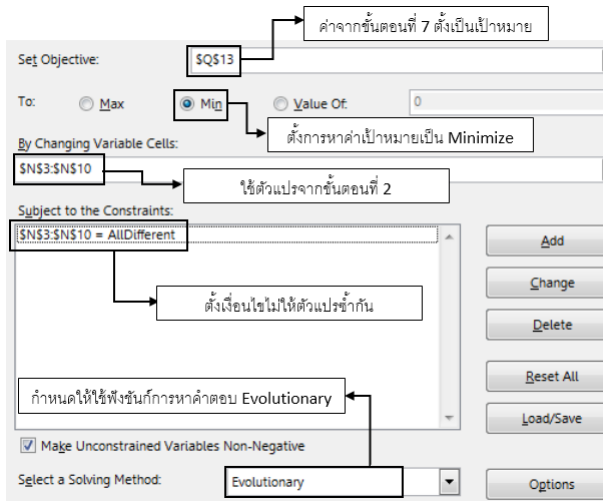 ค่าจากขั้นตอนที่ 7 ตั้งเป็นเป้าหมาย
Set Objective:
$Q$13
To:
Max
Min
Value Of:
0
ตั้งการหาค่าเป้าหมายเป็น Minimize
By Changing Variable Cells:
$N$3:$N$10
ใช้ตัวแปรจากขั้นตอนที่ 2
Subject to the Constraints:
$N$3:$N$10 = AllDifferent
Add
Change
ตั้งเงื่อนไขไม่ให้ตัวแปรซ้ำกัน
Delete
Reset All
กำหนดให้ใช้ฟังชันก์การหาคำตอบ Evolutionary
Load/Save
Make Unconstrained Variables Non-Negative
Select a Solving Method:
Evolutionary
Options